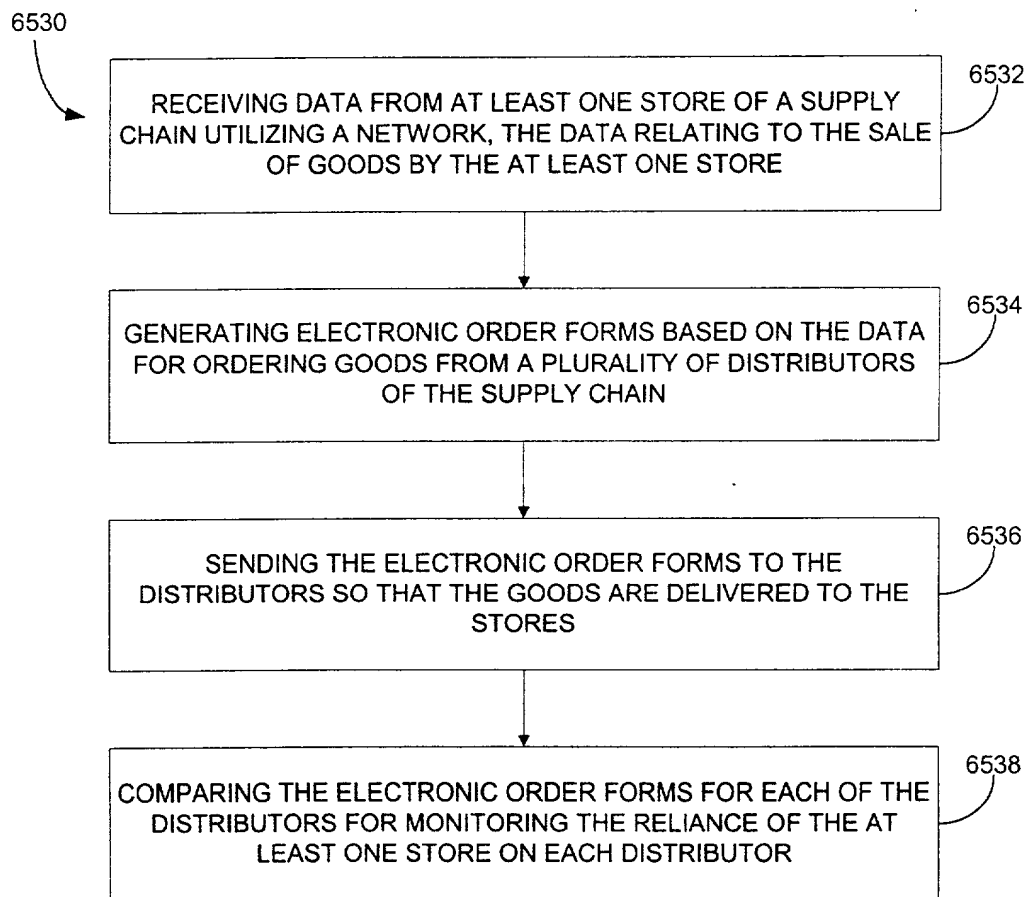 6530
6532
RECEIVING DATA FROM AT LEAST ONE STORE OF A SUPPLY
CHAIN UTILIZING A NETWORK, THE DATA RELATING TO THE SALE
OF GOODS BY THE AT LEAST ONE STORE
6534
GENERATING ELECTRONIC ORDER FORMS BASED ON THE DATA
FOR ORDERING GOODS FROM A PLURALITY OF DISTRIBUTORS
OF THE SUPPLY CHAIN
6536
SENDING THE ELECTRONIC ORDER FORMS TO THE
DISTRIBUTORS SO THAT THE GOODS ARE DELIVERED TO THE
STORES
6538
COMPARING THE ELECTRONIC ORDER FORMS FOR EACH OF THE
DISTRIBUTORS FOR MONITORING THE RELIANCE OF THE AT
LEAST ONE STORE ON EACH DISTRIBUTOR